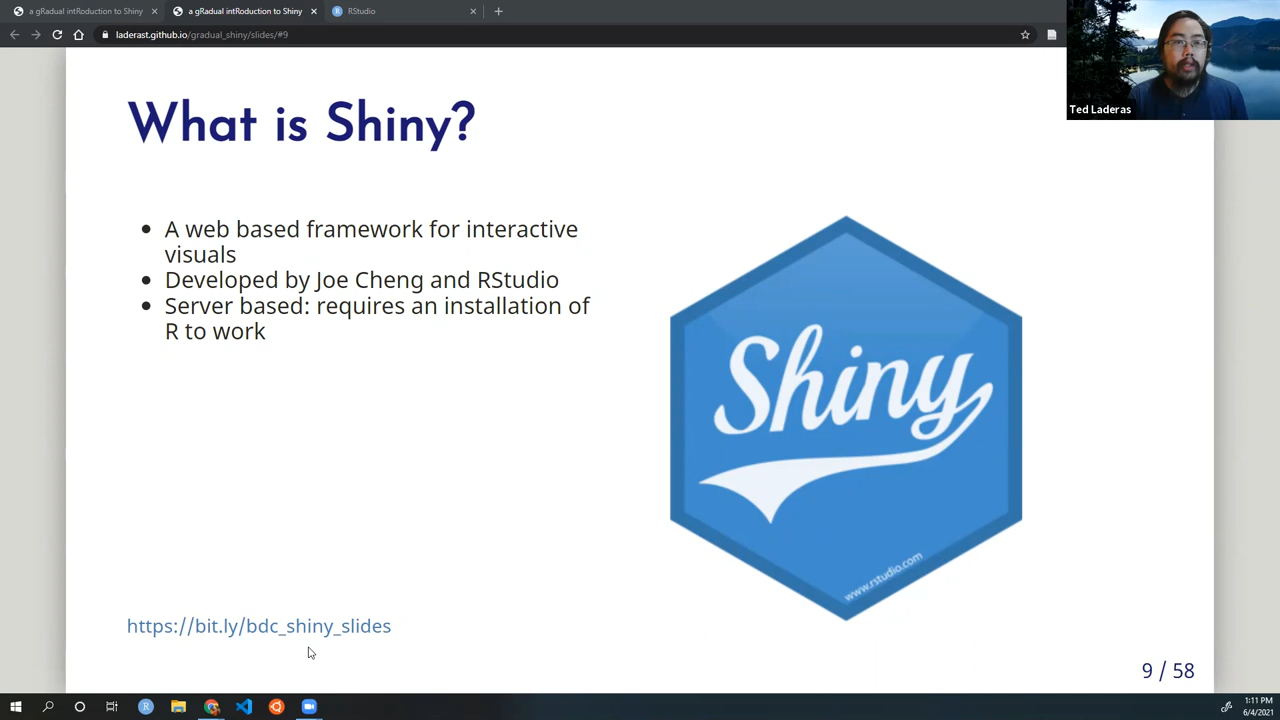 a gRadual intRoduction to Shiny
a gRadual intRoduction to Shiny
RStudio
laderast.github.io/gradual_shiny/slides/#9
Ted Laderas
What is Shiny?
A web based framework for interactive
visuals
Developed by Joe Cheng and RStudio
Server based: requires an installation of
R to work
Shiny
www.rstudio.com
https://bit.ly/bdc_shiny_slides
9 / 58
R
1:11 PM
6/4/2021